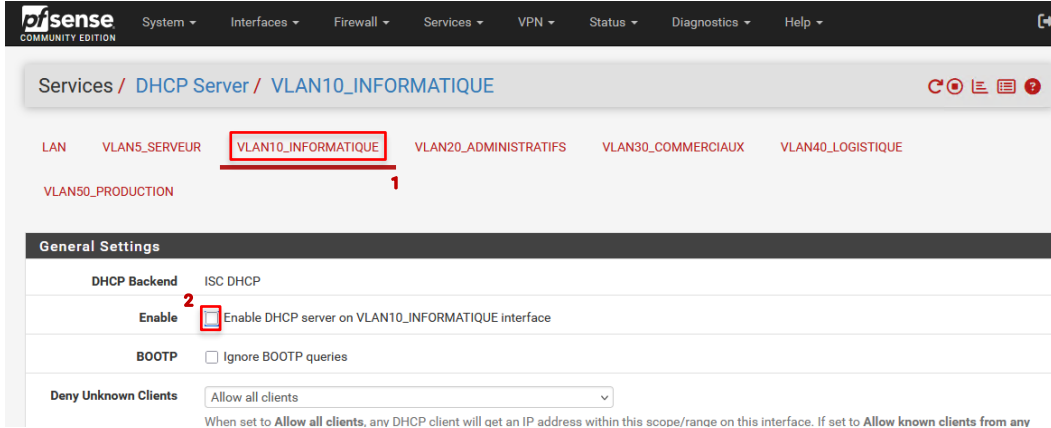 pfsense System Interfaces Firewall Services VPN Status Diagnostics Help
COMMUNITY EDITION
Services / DHCP Server / VLAN10_INFORMATIQUE
LAN VLAN5_SERVEUR VLAN10_INFORMATIQUE VLAN20_ADMINISTRATIFS VLAN30_COMMERCIAUX VLAN40_LOGISTIQUE
1
VLAN50_PRODUCTION
General Settings
DHCP Backend ISC DHCP
2
Enable Enable DHCP server on VLAN10_INFORMATIQUE interface
BOOTP Ignore BOOTP queries
Deny Unknown Clients Allow all clients
When set to Allow all clients, any DHCP client will get an IP address within this scope/range on this interface. If set to Allow known clients from any